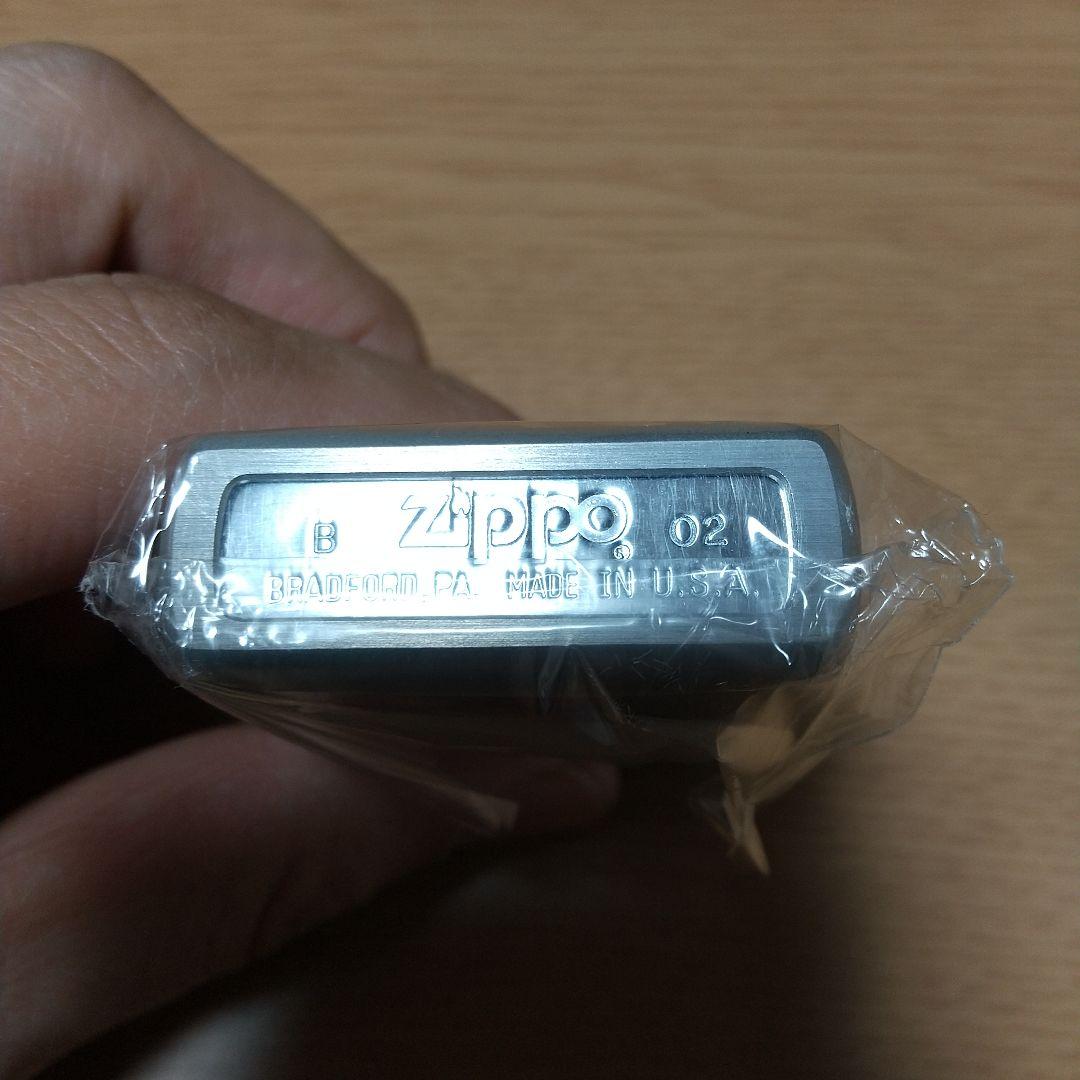 B Zippo® 02
BRADFORD, PA. MADE IN U.S.A.